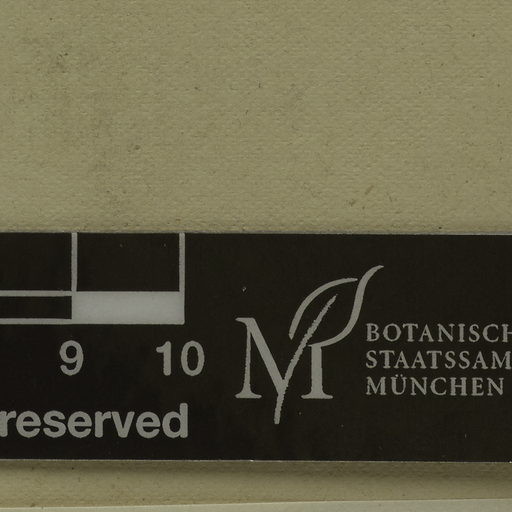 9 10
reserved
M
BOTANISCH
STAATSSAM
MÜNCHEN